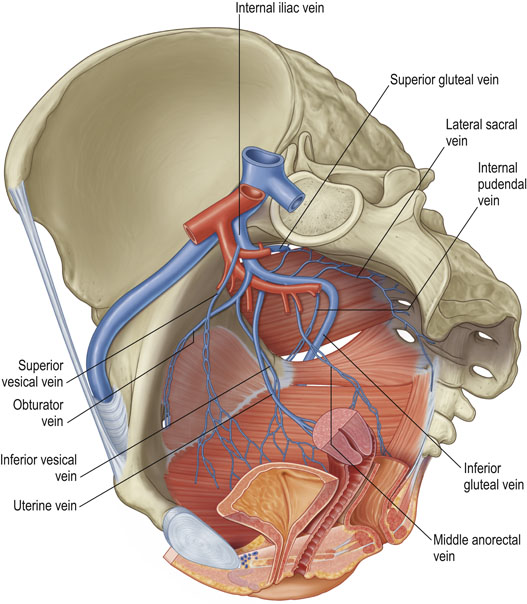 Internal iliac vein
Superior gluteal vein
Lateral sacral
vein
Internal
pudendal
vein
Superior
vesical vein
Obturator
vein
Inferior vesical
vein
Uterine vein
Inferior
gluteal vein
Middle anorectal
vein